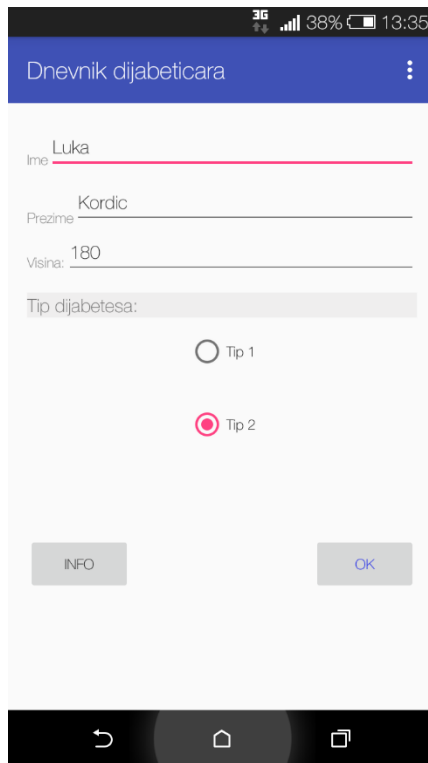 3G 38% 13:35
Dnevnik dijabeticara
Ime Luka
Prezime Kordic
Visina: 180
Tip dijabetesa:
Tip 1
Tip 2
INFO OK